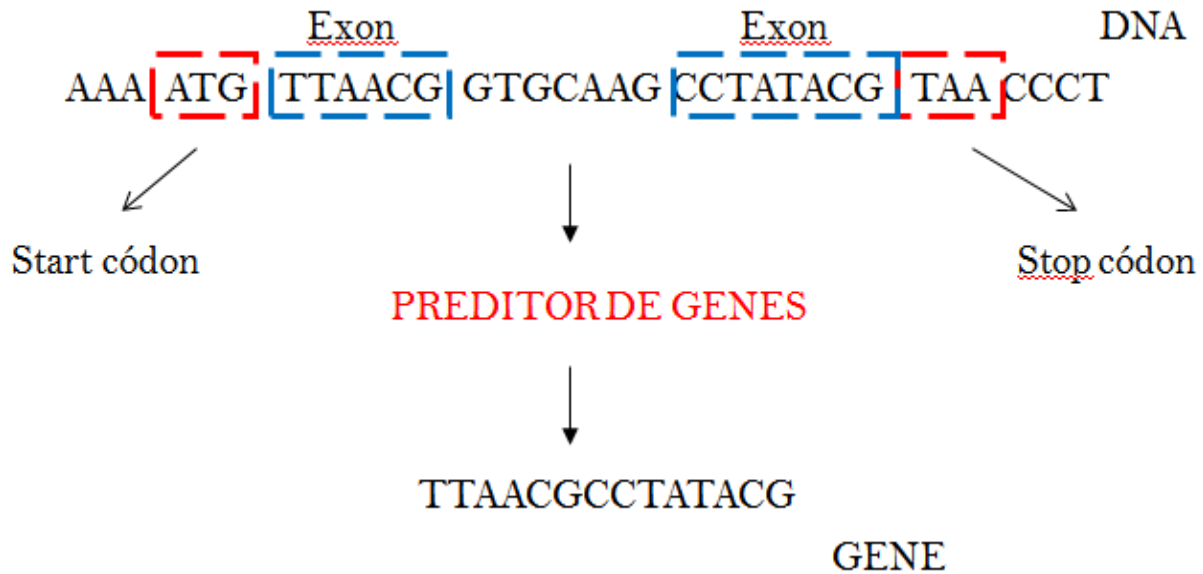 Exon Exon DNA
AAA ATG TTAACG GTGCAAG CCTATACG TAA CCCT
Start códon Stop códon
PREDITOR DE GENES
TTAACGCCTATACG
GENE